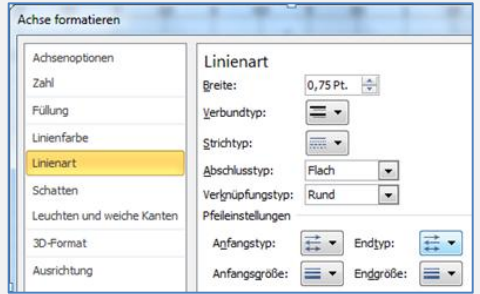 Achse formatieren
Achsenoptionen
Zahl
Füllung
Linienfarbe
Linienart
Schatten
Leuchten und weiche Kanten
3D-Format
Ausrichtung
Linienart
Breite: 0,75 Pt.
Verbundtyp:
Strichtyp:
Abschlusstyp: Flach
Verknüpfungstyp: Rund
Pfeileinstellungen
Anfangstyp: Endtyp:
Anfangsgröße: Endgröße: